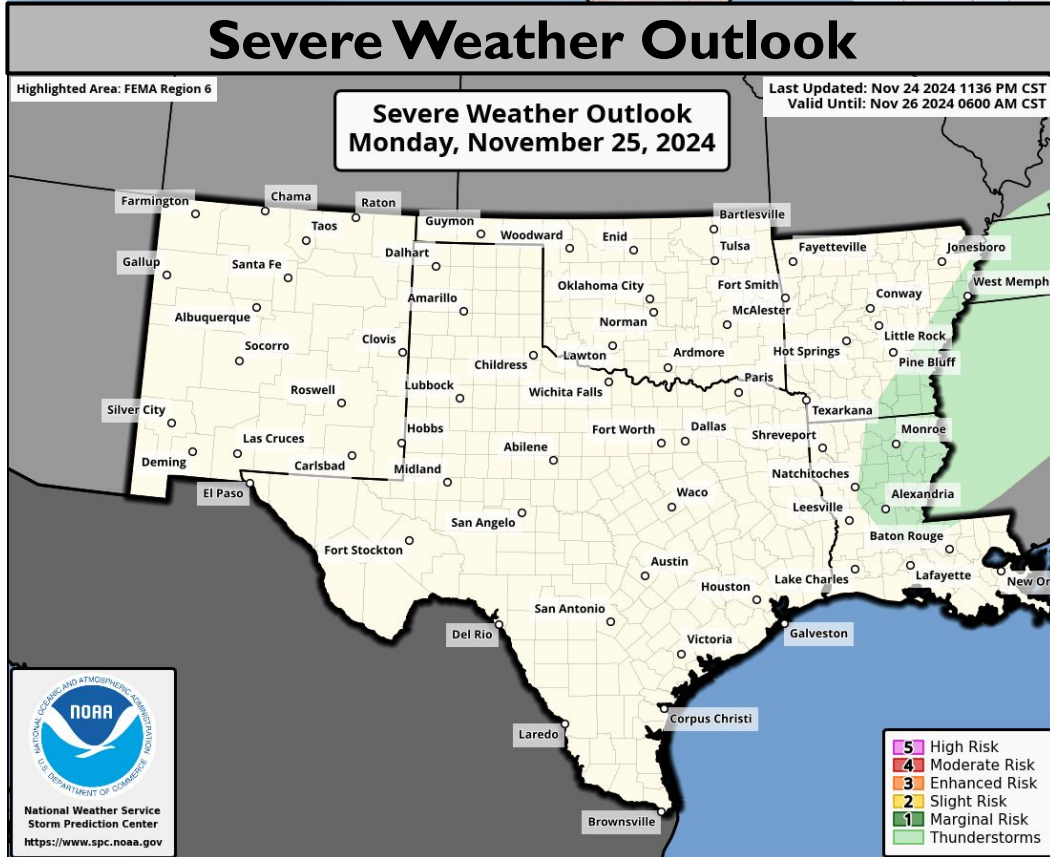 Severe Weather Outlook
Highlighted Area: FEMA Region 6
Last Updated: Nov 24 2024 1136 PM CST
Valid Until: Nov 26 2024 0600 AM CST
Severe Weather Outlook
Monday, November 25, 2024
Farmington
Chama
Raton
Taos
Guymon
Woodward
Enid
Bartlesville
Tulsa
Fayetteville
Jonesboro
Gallup
Santa Fe
Dalhart
Oklahoma City
Fort Smith
Conway
West Memph
Albuquerque
Amarillo
Norman
McAlester
Little Rock
Socorro
Clovis
Childress
Lawton
Ardmore
Hot Springs
Pine Bluff
Roswell
Lubbock
Wichita Falls
Paris
Texarkana
Silver City
Las Cruces
Hobbs
Abilene
Fort Worth
Dallas
Shreveport
Monroe
Deming
Carlsbad
Midland
Natchitoches
El Paso
San Angelo
Waco
Leesville
Alexandria
Fort Stockton
Baton Rouge
Austin
Houston
Lake Charles
Lafayette
New Or
San Antonio
Del Rio
Victoria
Galveston
Laredo
Corpus Christi
Brownsville
NATIONAL OCEANIC AND ATMOSPHERIC ADMINISTRATION
NOAA
U.S. DEPARTMENT OF COMMERCE
National Weather Service
Storm Prediction Center
https://www.spc.noaa.gov
5 High Risk
4 Moderate Risk
3 Enhanced Risk
2 Slight Risk
1 Marginal Risk
Thunderstorms